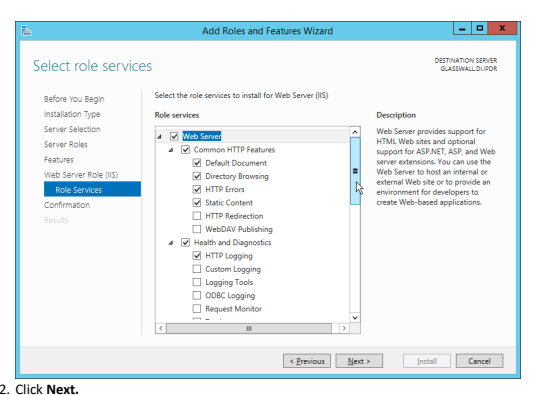 Add Roles and Features Wizard
Select role services
DESTINATION SERVER
GLASSWALL.DI.IPDR
Before You Begin
Installation Type
Server Selection
Server Roles
Features
Web Server Role (IIS)
Role Services
Confirmation
Results
Select the role services to install for Web Server (IIS)
Role services
Web Server
Common HTTP Features
Default Document
Directory Browsing
HTTP Errors
Static Content
HTTP Redirection
WebDAV Publishing
Health and Diagnostics
HTTP Logging
Custom Logging
Logging Tools
ODBC Logging
Request Monitor
Description
Web Server provides support for
HTML Web sites and optional
support for ASP.NET, ASP, and Web
server extensions. You can use the
Web Server to host an internal or
external Web site or to provide an
environment for developers to
create Web-based applications.
< Previous
Next >
Install
Cancel
2. Click Next.